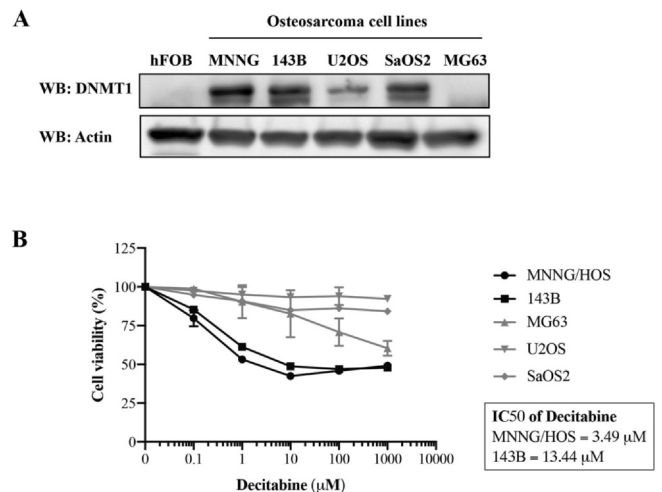 A
Osteosarcoma cell lines
hFOB MNNG 143B U2OS SaOS2 MG63
WB: DNMT1
WB: Actin
B
125
100
75
50
25
0
Cell viability (%)
0 0.1 1 10 100 1000 10000
Decitabine (μM)
MNNG/HOS
143B
MG63
U2OS
SaOS2
IC50 of Decitabine
MNNG/HOS = 3.49 μM
143B = 13.44 μM